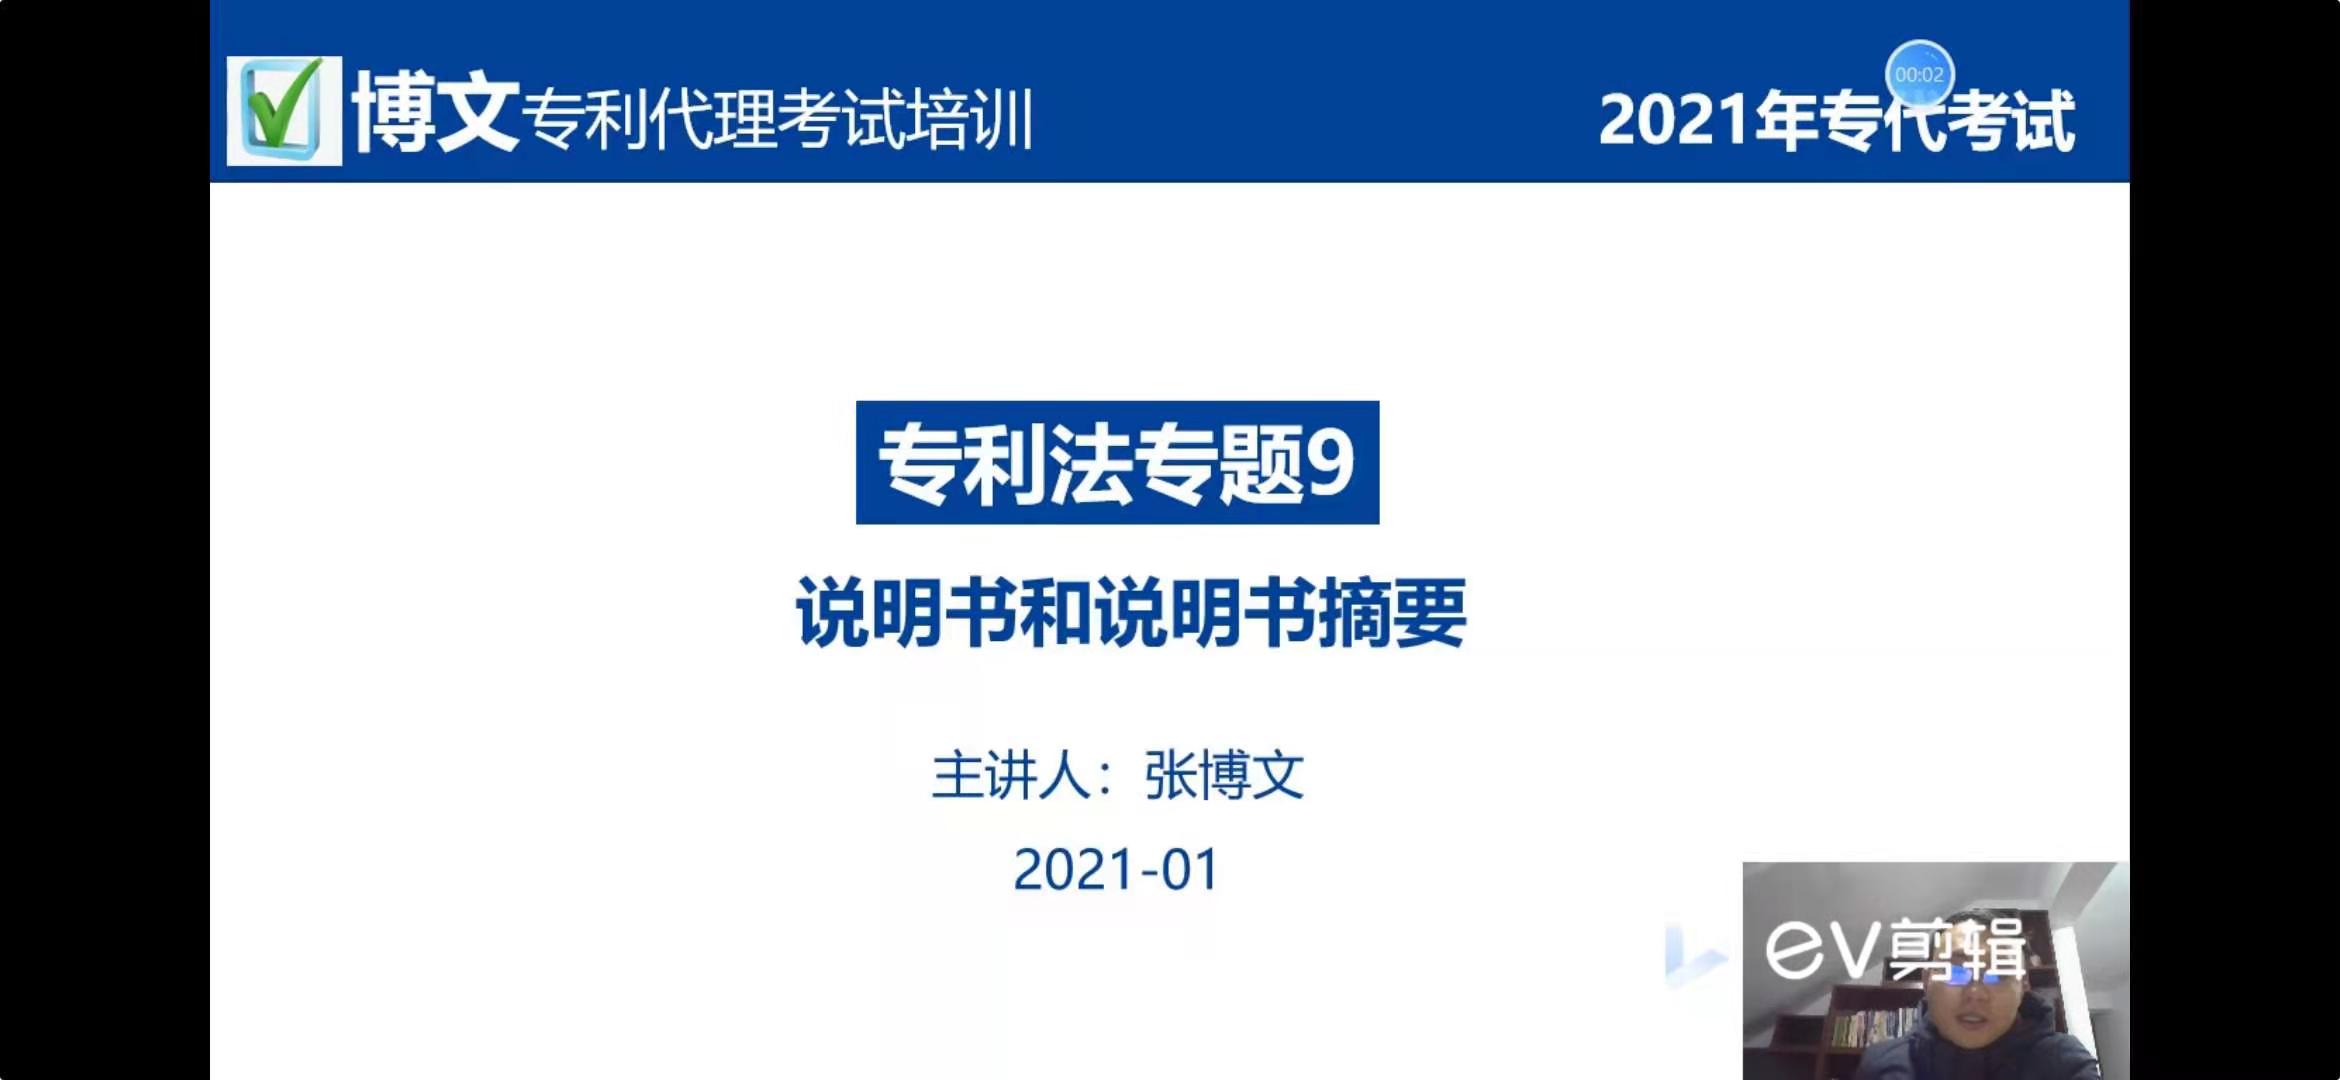 博文专利代理考试培训
2021年专代考试
00:02
专利法专题9
说明书和说明书摘要
主讲人：张博文
2021-01
ev剪辑